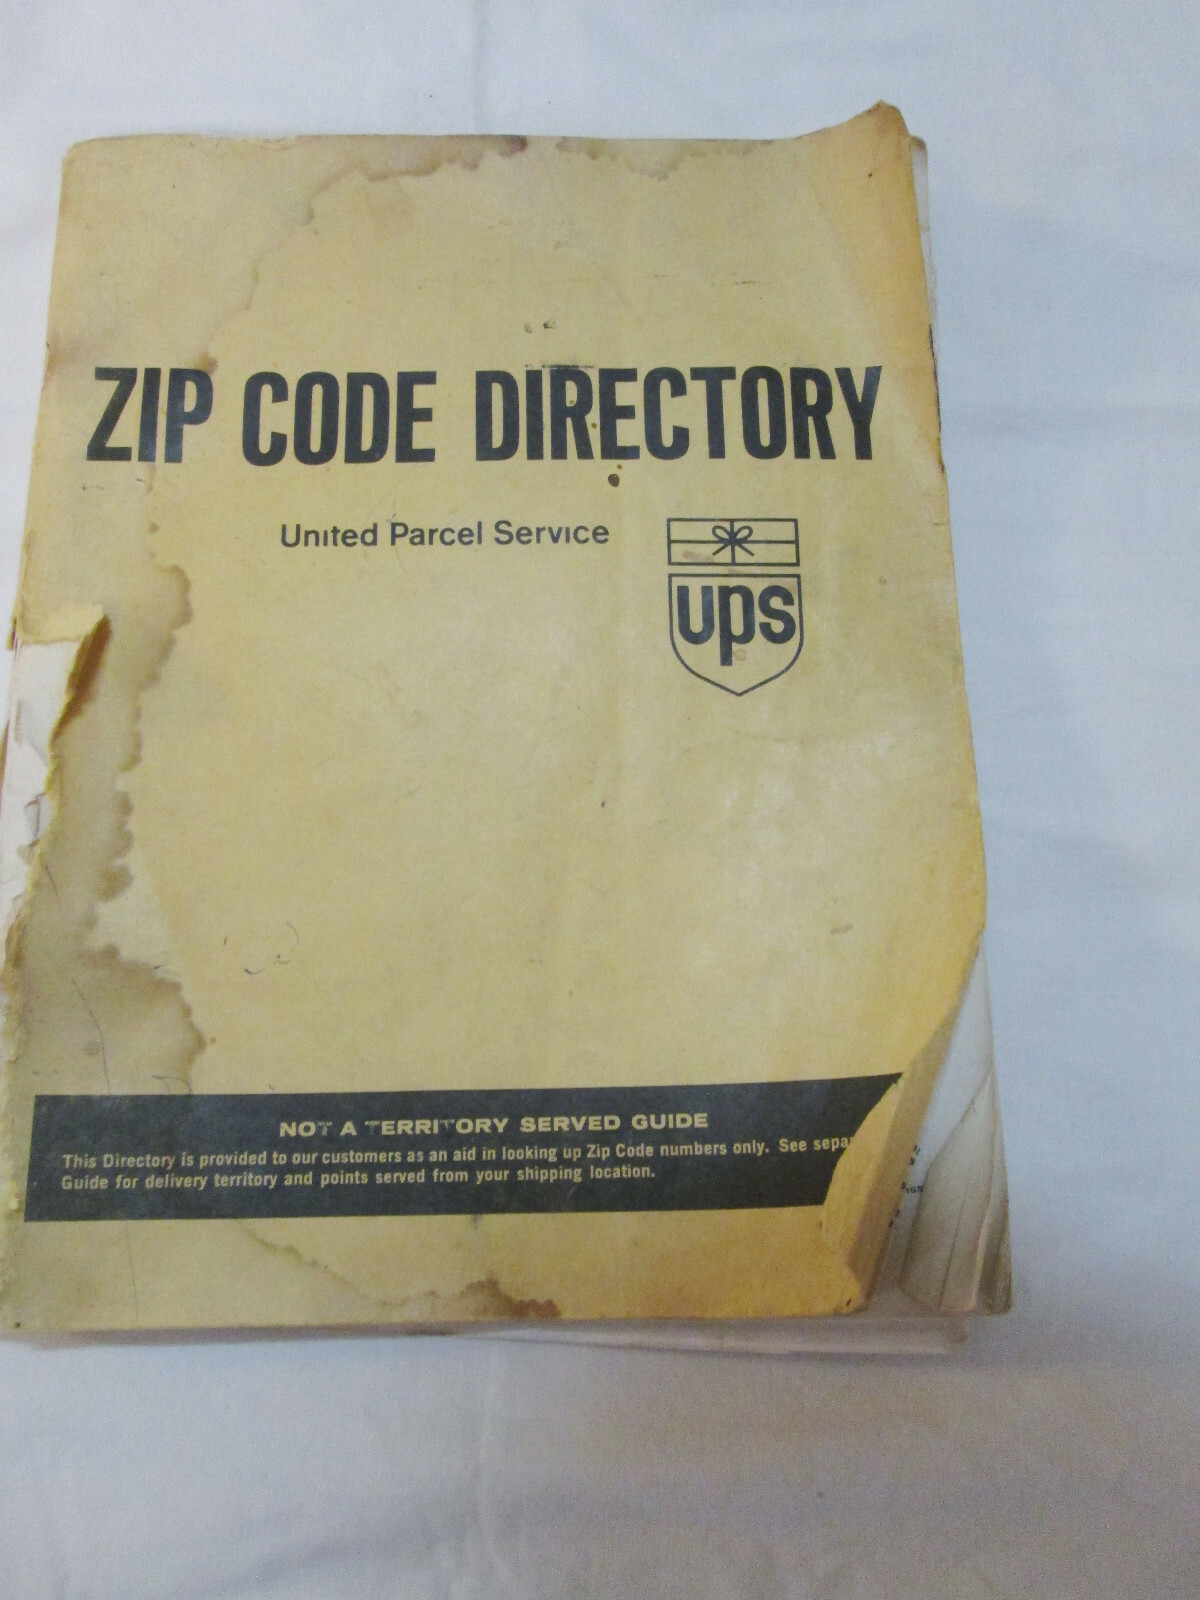 ZIP CODE DIRECTORY
United Parcel Service
ups
NOT A TERRITORY SERVED GUIDE
This Directory is provided to our customers as an aid in looking up Zip Code numbers only. See separ
Guide for delivery territory and points served from your shipping location.